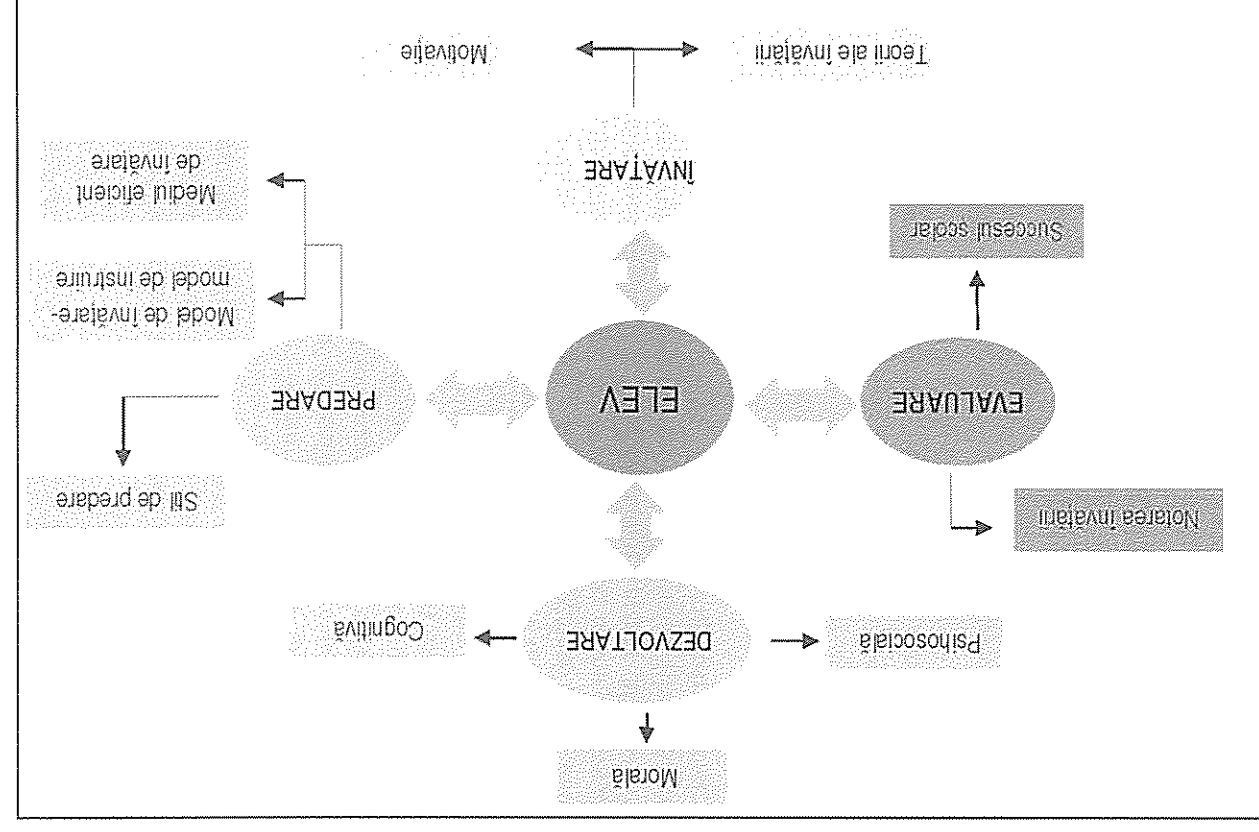 Morală
Psihosocială
DEZVOLTARE
Cognitivă
Notarea învățării
Stil de predare
EVALUARE
ELEV
PREDARE
Model de învățare-
model de instruire
Succesul școlar
Mediul eficient
de învățare
ÎNVĂȚARE
Teorii ale învățării
Motivație